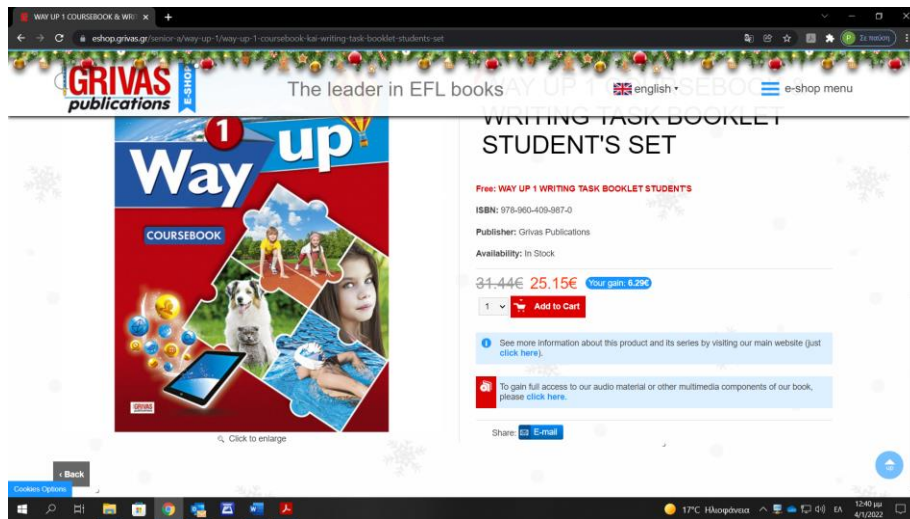 WAY UP 1 COURSEBOOK & WRI
eshop.grivas.gr/senior-a/way-up-1/way-up-1-coursebook-kai-writing-task-booklet-students-set
Σε παύση
GRIVAS
publications
E-SHOP
The leader in EFL books
english
e-shop menu
WAY UP 1 COURSEBOOK &
WRITING TASK BOOKLET
STUDENT'S SET
1
Way up
COURSEBOOK
GRIVAS
publications
Click to enlarge
Free: WAY UP 1 WRITING TASK BOOKLET STUDENT'S
ISBN: 978-960-409-987-0
Publisher: Grivas Publications
Availability: In Stock
31.44€ 25.15€ Your gain: 6.29€
1 Add to Cart
See more information about this product and its series by visiting our main website (just
click here).
To gain full access to our audio material or other multimedia components of our book,
please click here.
Share: E-mail
‹ Back
Cookies Options
17°C Ηλιοφάνεια
ΕΛ
12:40 μμ
4/1/2022